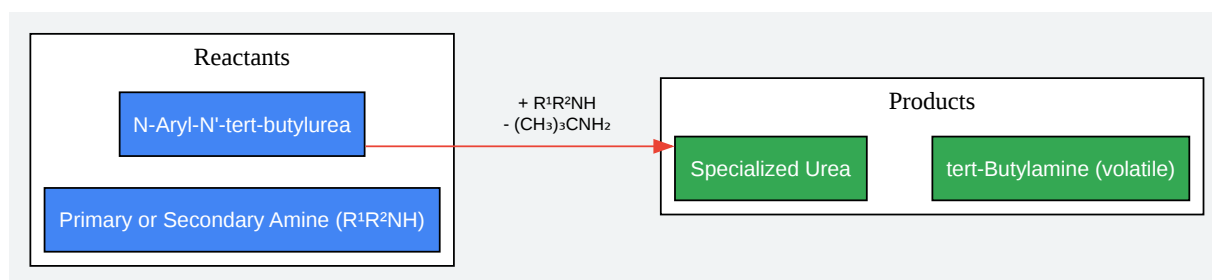 Reactants
N-Aryl-N'-tert-butylurea
Primary or Secondary Amine (R¹R²NH)
+ R¹R²NH
- (CH₃)₃CNH₂
Products
Specialized Urea
tert-Butylamine (volatile)